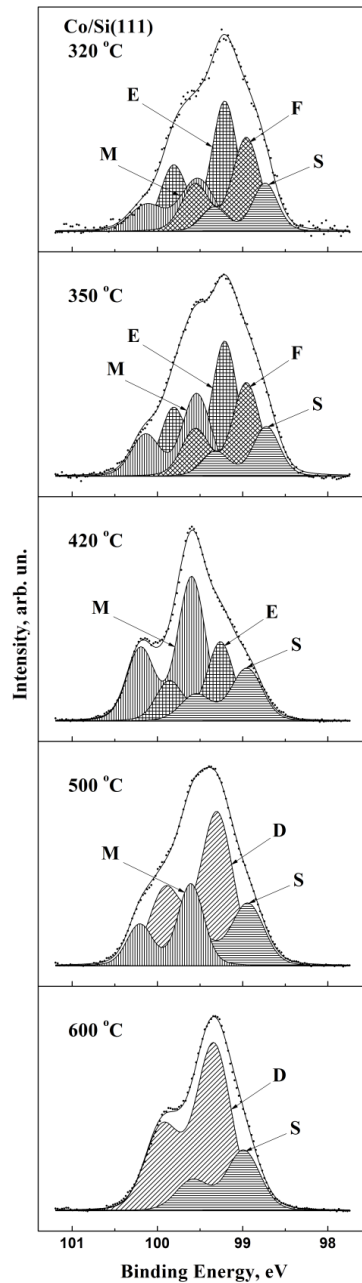 Co/Si(111)
320 °C
E
F
M
S
350 °C
E
F
M
S
420 °C
M
E
S
Intensity, arb. un.
500 °C
D
M
S
600 °C
D
S
101 100 99 98
Binding Energy, eV